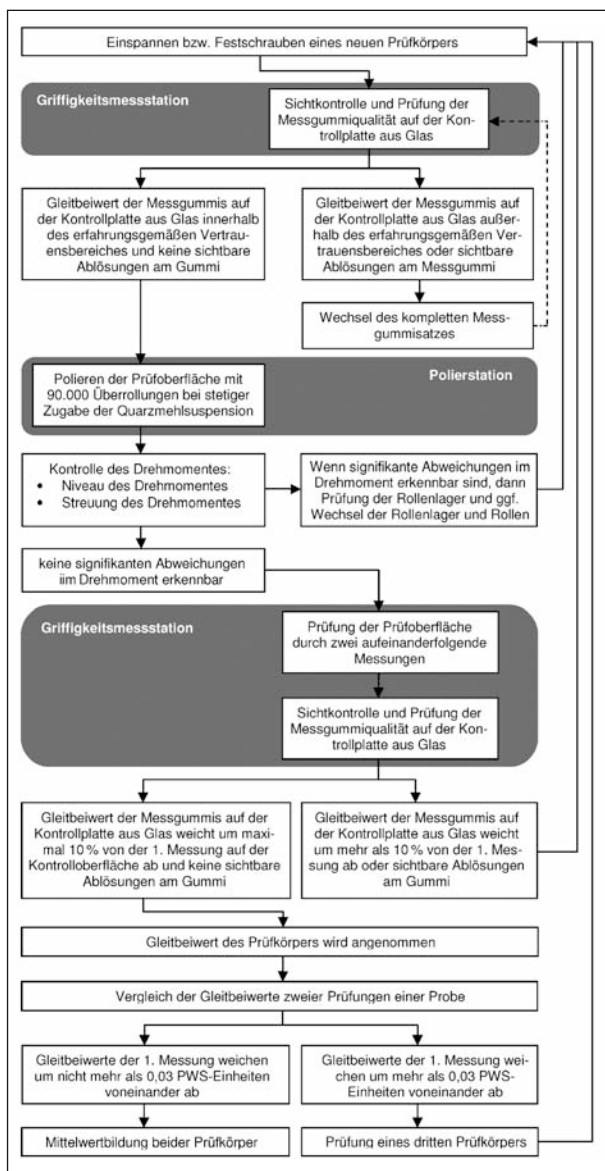 Einspannen bzw. Festschrauben eines neuen Prüfkörpers
Griffigkeitsmessstation
Sichtkontrolle und Prüfung der
Messgummiqualität auf der Kon-
trollplatte aus Glas
Gleitbeiwert der Messgummis auf
der Kontrollplatte aus Glas innerhalb
des erfahrungsgemäßen Vertrau-
ensbereiches und keine sichtbare
Ablösungen am Gummi
Gleitbeiwert der Messgummis auf
der Kontrollplatte aus Glas außer-
halb des erfahrungsgemäßen Ver-
trauensbereiches oder sichtbare
Ablösungen am Messgummi
Wechsel des kompletten Mess-
gummisatzes
Polierstation
Polieren der Prüfoberfläche mit
90.000 Überrollungen bei stetiger
Zugabe der Quarzmehlsuspension
Kontrolle des Drehmomentes:
• Niveau des Drehmomentes
• Streuung des Drehmomentes
Wenn signifikante Abweichungen im
Drehmoment erkennbar sind, dann
Prüfung der Rollenlager und ggf.
Wechsel der Rollenlager und Rollen
keine signifikanten Abweichungen
iim Drehmoment erkennbar
Griffigkeitsmessstation
Prüfung der Prüfoberfläche
durch zwei aufeinanderfolgende
Messungen
Sichtkontrolle und Prüfung der
Messgummiqualität auf der Kon-
trollplatte aus Glas
Gleitbeiwert der Messgummis auf der
Kontrollplatte aus Glas weicht um maxi-
mal 10 % von der 1. Messung auf der
Kontrolloberfläche ab und keine sichtbare
Ablösungen am Gummi
Gleitbeiwert der Messgummis auf
der Kontrollplatte aus Glas weicht
um mehr als 10 % von der 1. Mes-
sung ab oder sichtbare Ablösungen
am Gummi
Gleitbeiwert des Prüfkörpers wird angenommen
Vergleich der Gleitbeiwerte zweier Prüfungen einer Probe
Gleitbeiwerte der 1. Messung weichen
um nicht mehr als 0,03 PWS-Einheiten
voneinander ab
Gleitbeiwerte der 1. Messung wei-
chen um mehr als 0,03 PWS-
Einheiten voneinander ab
Mittelwertbildung beider Prüfkörper
Prüfung eines dritten Prüfkörpers